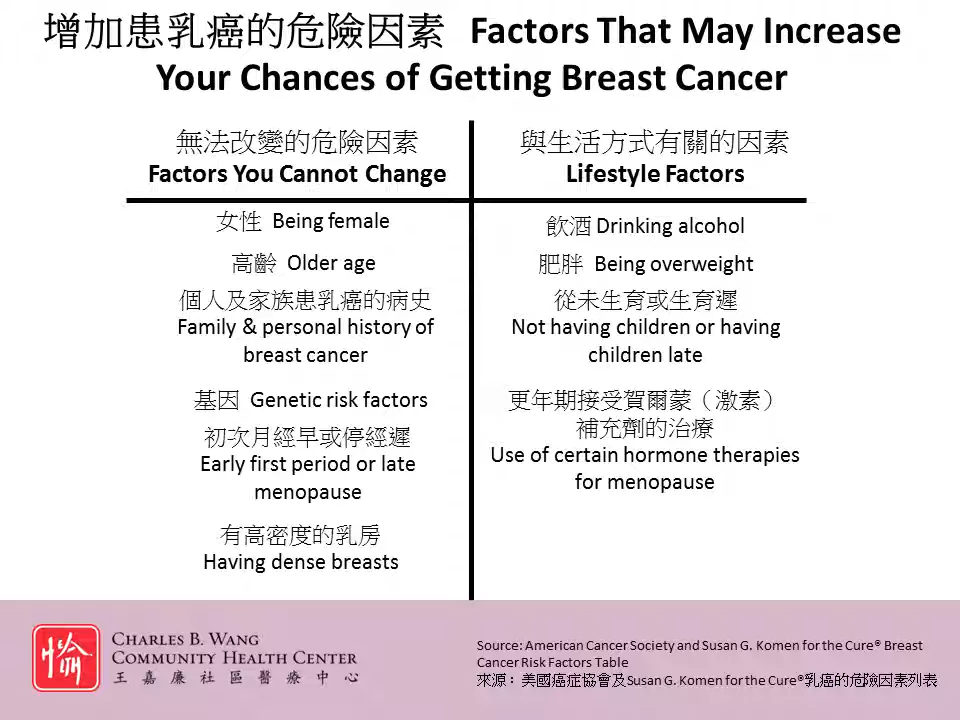 增加患乳癌的危險因素 Factors That May Increase
Your Chances of Getting Breast Cancer
無法改變的危險因素
Factors You Cannot Change
女性 Being female
高齡 Older age
個人及家族患乳癌的病史
Family & personal history of
breast cancer
基因 Genetic risk factors
初次月經早或停經遲
Early first period or late
menopause
有高密度的乳房
Having dense breasts
與生活方式有關的因素
Lifestyle Factors
飲酒 Drinking alcohol
肥胖 Being overweight
從未生育或生育遲
Not having children or having
children late
更年期接受賀爾蒙（激素）
補充劑的治療
Use of certain hormone therapies
for menopause
CHARLES B. WANG
COMMUNITY HEALTH CENTER
王嘉廉社區醫療中心
Source: American Cancer Society and Susan G. Komen for the Cure® Breast
Cancer Risk Factors Table
來源：美國癌症協會及Susan G. Komen for the Cure®乳癌的危險因素列表